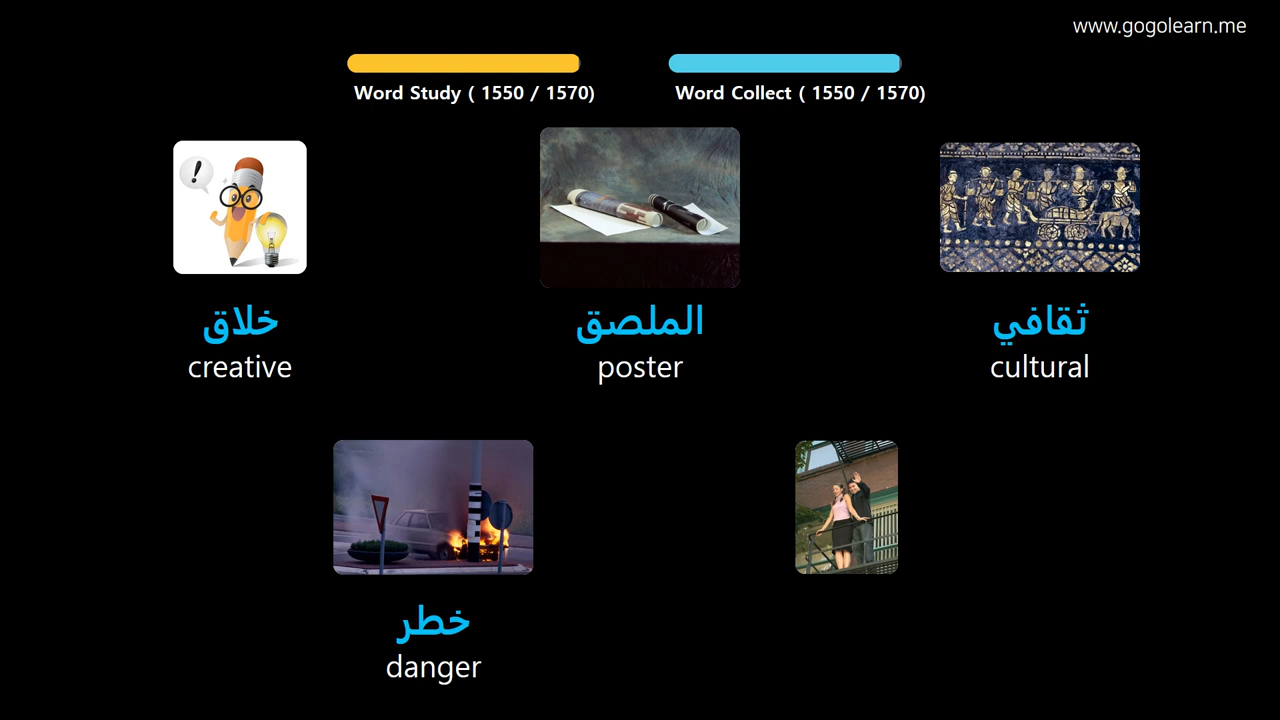 www.gogolearn.me
Word Study ( 1550 / 1570)
Word Collect ( 1550 / 1570)
خلاق
creative
الملصق
poster
ثقافي
cultural
خطر
danger